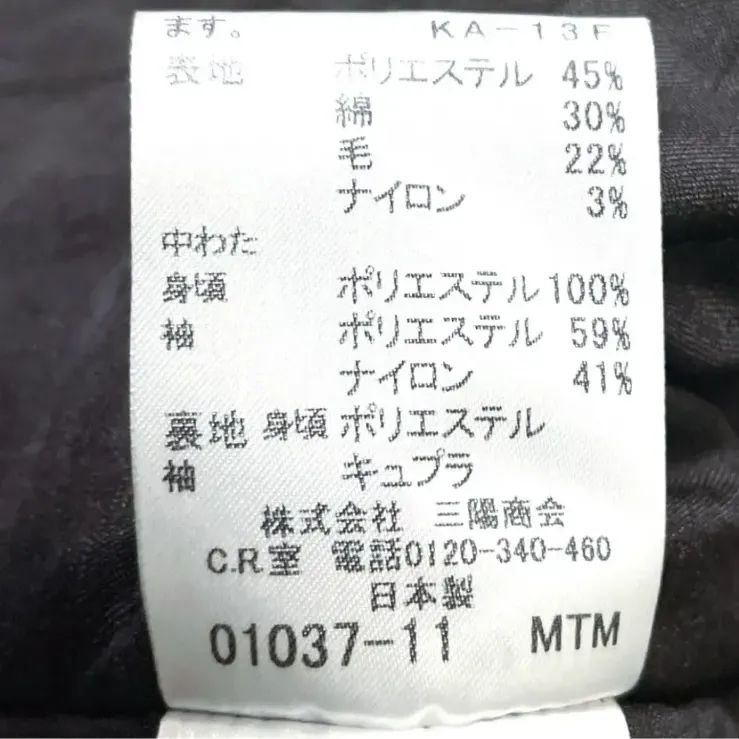 ます。 KA-13F
表地 ポリエステル 45%
綿 30%
毛 22%
ナイロン 3%
中わた
身頃 ポリエステル 100%
袖 ポリエステル 59%
ナイロン 41%
裏地 身頃 ポリエステル
袖 キュプラ
株式会社 三陽商会
C.R室 電話0120-340-460
日本製
01037-11 MTM